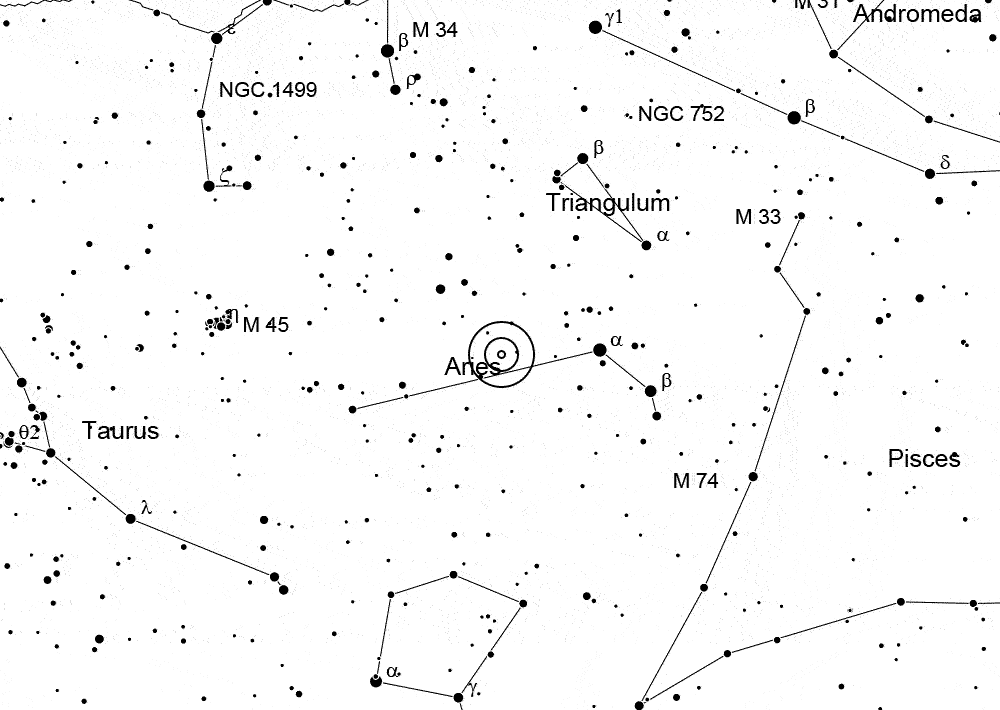 M 31
Andromeda
γ1
ε
β
M 34
ρ
NGC 1499
NGC 752
β
β
δ
ζ
Triangulum
M 33
α
η
M 45
α
Aries
β
θ2
Taurus
Pisces
M 74
λ
α
γ